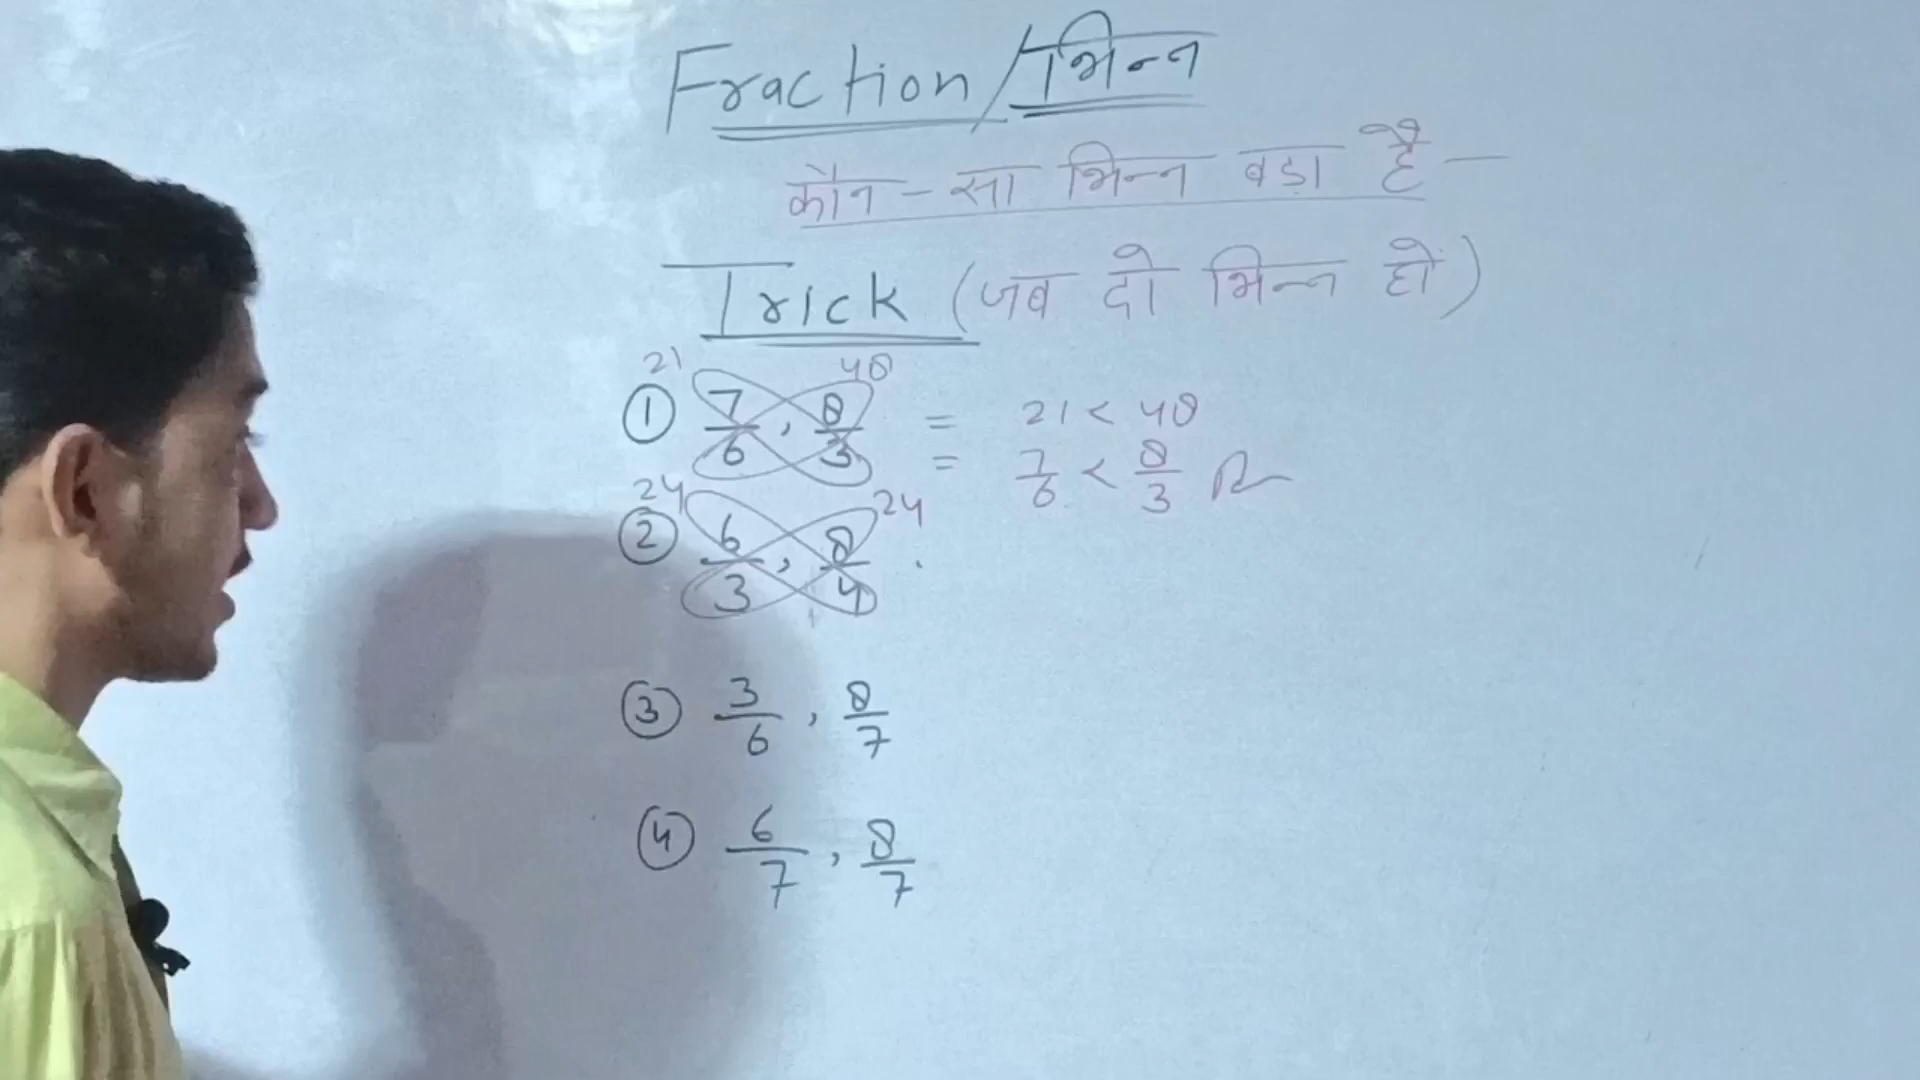 Fraction / भिन्न
कौन - सा भिन्न बड़ा है —
Trick (जब दो भिन्न हो)
21 48
① 7/6 , 8/3 = 21 < 48
= 7/6 < 8/3
24 24
② 6/3 , 8/4
③ 3/6 , 8/7
④ 6/7 , 8/7